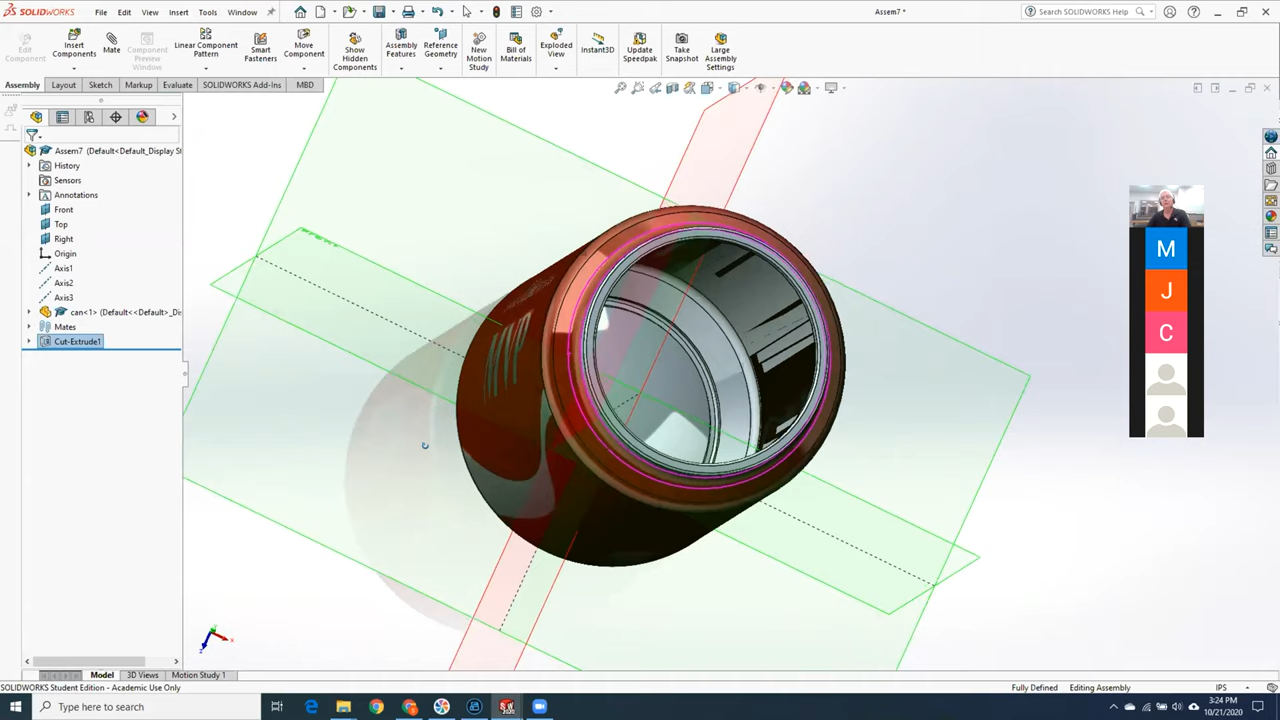 SOLIDWORKS
File Edit View Insert Tools Window
Assem7 *
Search SOLIDWORKS Help
Edit Component
Insert Components
Mate
Component Preview Window
Linear Component Pattern
Smart Fasteners
Move Component
Show Hidden Components
Assembly Features
Reference Geometry
New Motion Study
Bill of Materials
Exploded View
Instant3D
Update Speedpak
Take Snapshot
Large Assembly Settings
Assembly Layout Sketch Markup Evaluate SOLIDWORKS Add-Ins MBD
Assem7 (Default<Default_Display St
History
Sensors
Annotations
Front
Top
Right
Origin
Axis1
Axis2
Axis3
can<1> (Default<<Default>_Dis
Mates
Cut-Extrude1
M
J
C
Model 3D Views Motion Study 1
SOLIDWORKS Student Edition - Academic Use Only
Fully Defined Editing Assembly IPS
Type here to search
3:24 PM
10/21/2020